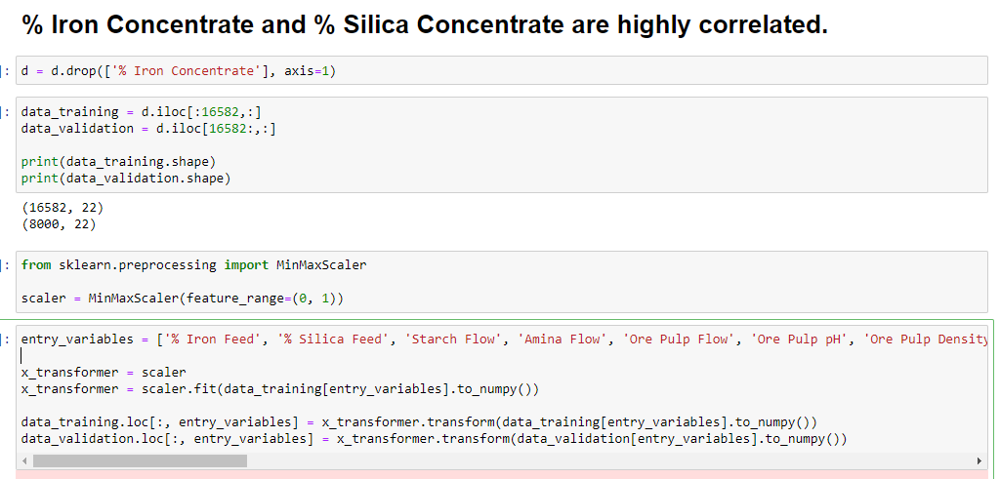 % Iron Concentrate and % Silica Concentrate are highly correlated.
]: d = d.drop(['% Iron Concentrate'], axis=1)
]: data_training = d.iloc[:16582,:]
data_validation = d.iloc[16582:,:]
print(data_training.shape)
print(data_validation.shape)
(16582, 22)
(8000, 22)
]: from sklearn.preprocessing import MinMaxScaler
scaler = MinMaxScaler(feature_range=(0, 1))
]: entry_variables = ['% Iron Feed', '% Silica Feed', 'Starch Flow', 'Amina Flow', 'Ore Pulp Flow', 'Ore Pulp pH', 'Ore Pulp Density
x_transformer = scaler
x_transformer = scaler.fit(data_training[entry_variables].to_numpy())
data_training.loc[:, entry_variables] = x_transformer.transform(data_training[entry_variables].to_numpy())
data_validation.loc[:, entry_variables] = x_transformer.transform(data_validation[entry_variables].to_numpy())